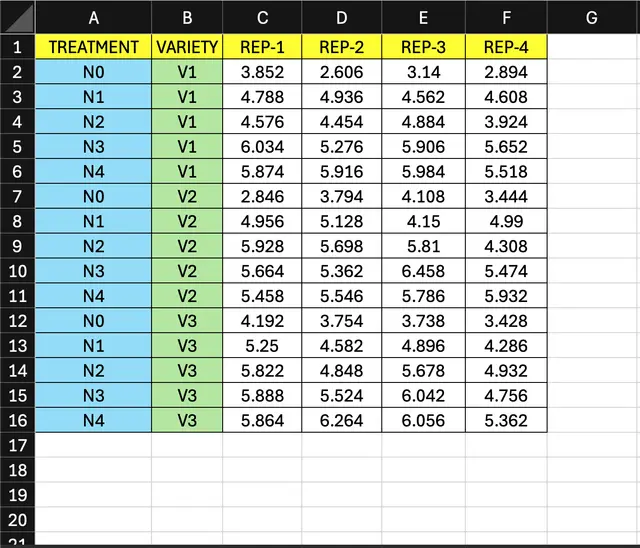 A B C D E F G
1 TREATMENT VARIETY REP-1 REP-2 REP-3 REP-4
2 N0 V1 3.852 2.606 3.14 2.894
3 N1 V1 4.788 4.936 4.562 4.608
4 N2 V1 4.576 4.454 4.884 3.924
5 N3 V1 6.034 5.276 5.906 5.652
6 N4 V1 5.874 5.916 5.984 5.518
7 N0 V2 2.846 3.794 4.108 3.444
8 N1 V2 4.956 5.128 4.15 4.99
9 N2 V2 5.928 5.698 5.81 4.308
10 N3 V2 5.664 5.362 6.458 5.474
11 N4 V2 5.458 5.546 5.786 5.932
12 N0 V3 4.192 3.754 3.738 3.428
13 N1 V3 5.25 4.582 4.896 4.286
14 N2 V3 5.822 4.848 5.678 4.932
15 N3 V3 5.888 5.524 6.042 4.756
16 N4 V3 5.864 6.264 6.056 5.362
17
18
19
20
21